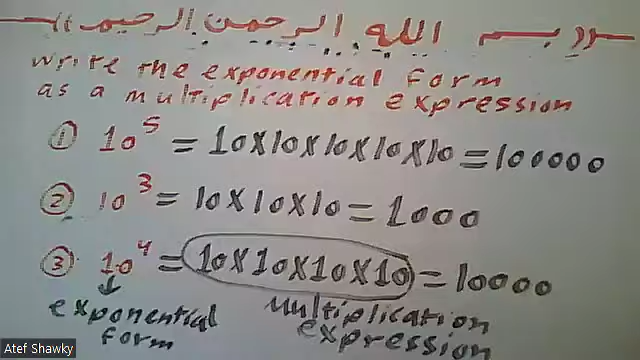 بسم الله الرحمن الرحيم
write the exponential form
as a multiplication expression
① 10⁵ = 10×10×10×10×10 = 100000
② 10³ = 10×10×10 = 1000
③ 10⁴ = 10×10×10×10 = 10000
exponential form
multiplication expression
Atef Shawky